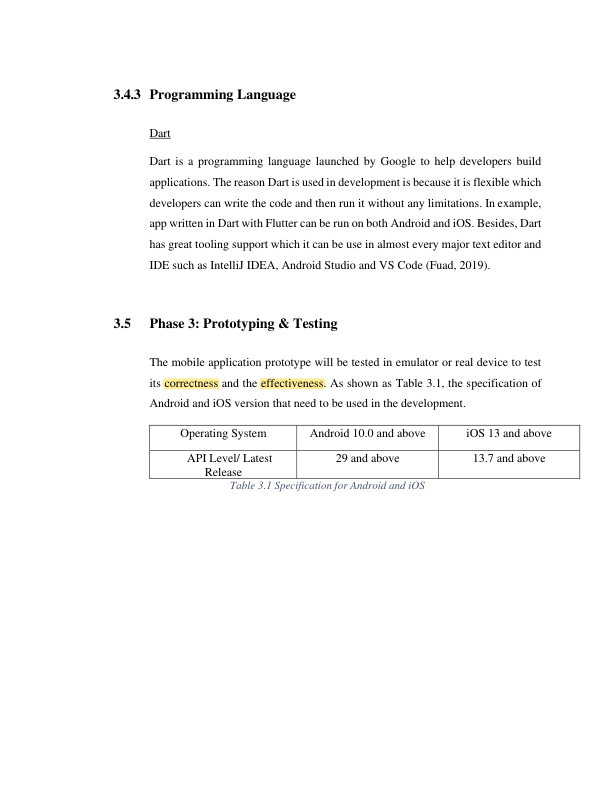 3.4.3 Programming Language
Dart
Dart is a programming language launched by Google to help developers build
applications. The reason Dart is used in development is because it is flexible which
developers can write the code and then run it without any limitations. In example,
app written in Dart with Flutter can be run on both Android and iOS. Besides, Dart
has great tooling support which it can be use in almost every major text editor and
IDE such as IntelliJ IDEA, Android Studio and VS Code (Fuad, 2019).
3.5 Phase 3: Prototyping & Testing
The mobile application prototype will be tested in emulator or real device to test
its correctness and the effectiveness. As shown as Table 3.1, the specification of
Android and iOS version that need to be used in the development.
Operating System Android 10.0 and above iOS 13 and above
API Level/ Latest 29 and above 13.7 and above
Release
Table 3.1 Specification for Android and iOS